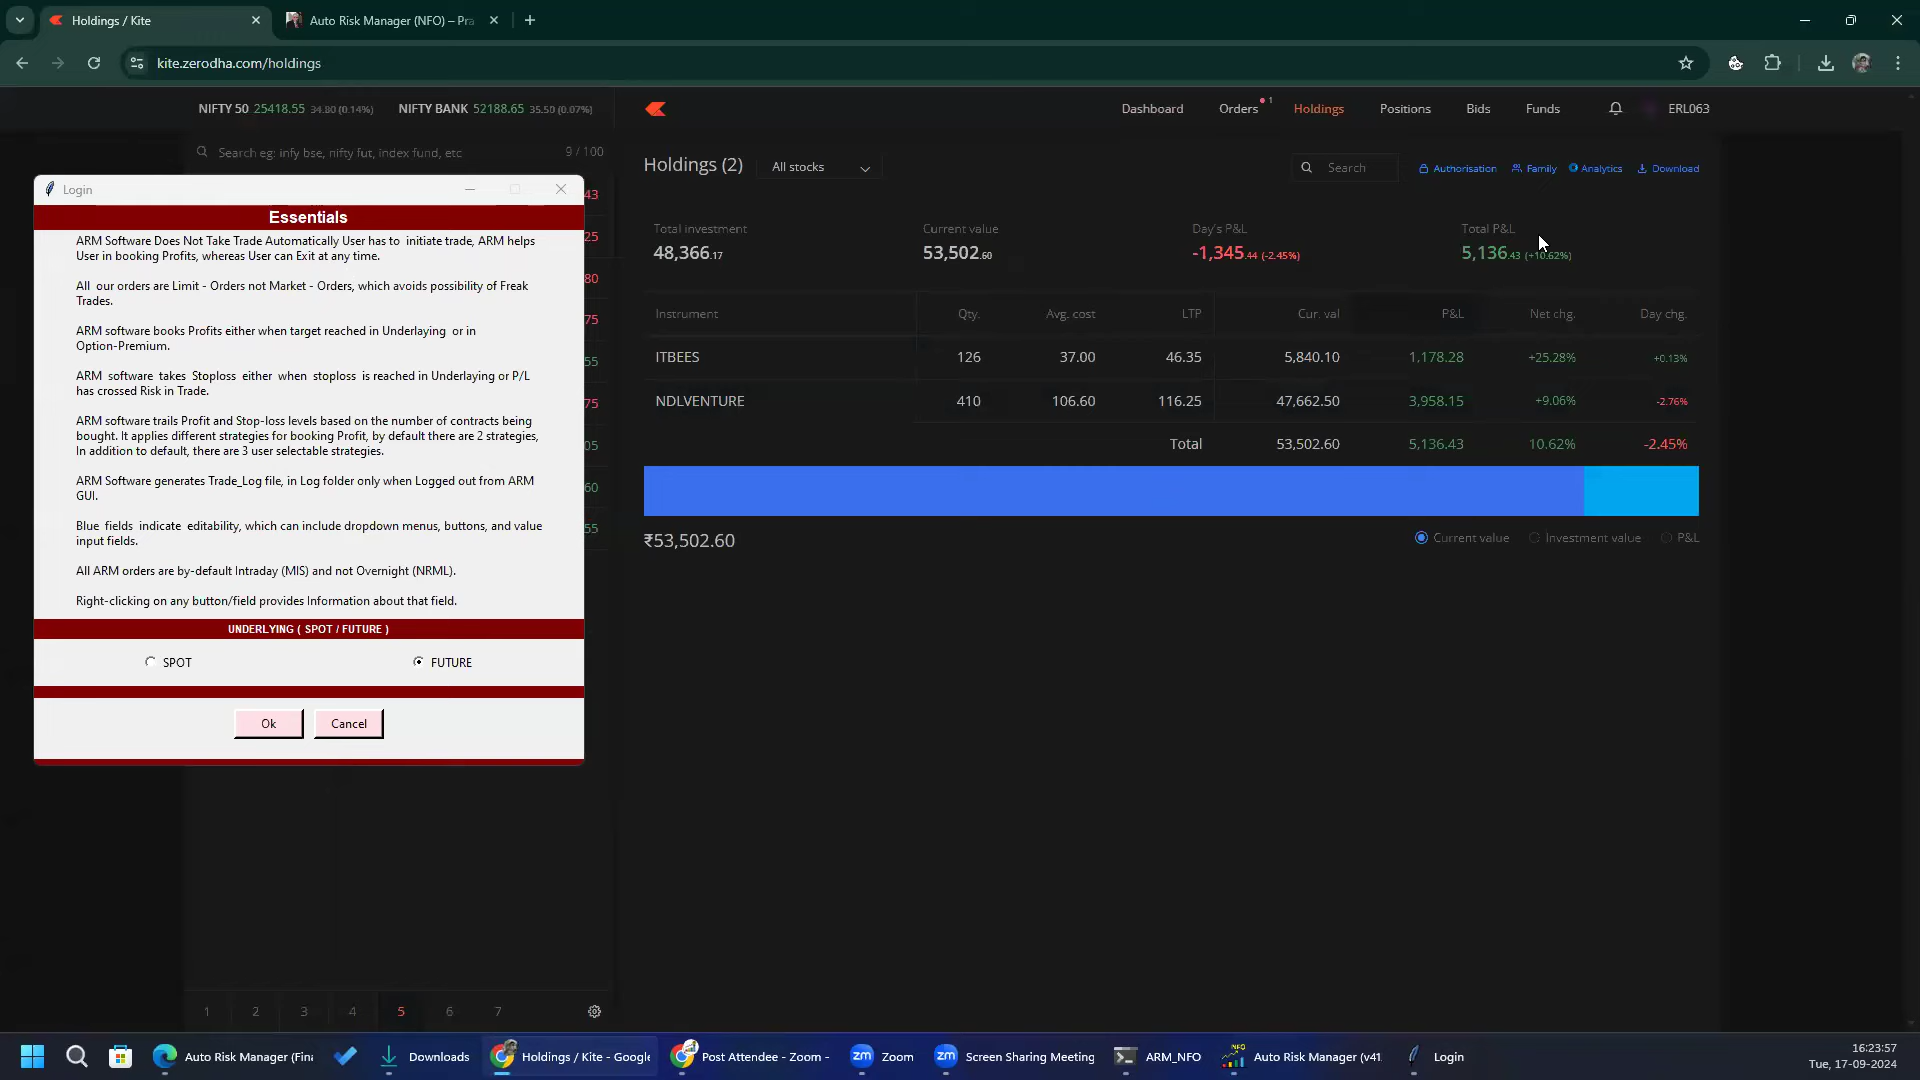 Holdings / Kite
Auto Risk Manager (NFO) – Pra
kite.zerodha.com/holdings
NIFTY 50 25418.55 34.80 (0.14%) NIFTY BANK 52188.65 35.50 (0.07%)
Dashboard Orders 1 Holdings Positions Bids Funds ERL063
Search eg: infy bse, nifty fut, index fund, etc 9 / 100
Holdings (2) All stocks Search Authorisation Family Analytics Download
Login
Essentials
ARM Software Does Not Take Trade Automatically User has to initiate trade, ARM helps
User in booking Profits, whereas User can Exit at any time.
All our orders are Limit - Orders not Market - Orders, which avoids possibility of Freak
Trades.
ARM software books Profits either when target reached in Underlaying or in
Option-Premium.
ARM software takes Stoploss either when stoploss is reached in Underlaying or P/L
has crossed Risk in Trade.
ARM software trails Profit and Stop-loss levels based on the number of contracts being
bought. It applies different strategies for booking Profit, by default there are 2 strategies,
In addition to default, there are 3 user selectable strategies.
ARM Software generates Trade_Log file, in Log folder only when Logged out from ARM
GUI.
Blue fields indicate editability, which can include dropdown menus, buttons, and value
input fields.
All ARM orders are by-default Intraday (MIS) and not Overnight (NRML).
Right-clicking on any button/field provides Information about that field.
UNDERLYING ( SPOT / FUTURE )
SPOT FUTURE
Ok Cancel
43
25
80
75
55
75
05
60
55
Total investment Current value Day's P&L Total P&L
48,366.17 53,502.60 -1,345.44 (-2.45%) 5,136.43 (+10.62%)
Instrument Qty. Avg. cost LTP Cur. val P&L Net chg. Day chg.
ITBEES 126 37.00 46.35 5,840.10 1,178.28 +25.28% +0.13%
NDLVENTURE 410 106.60 116.25 47,662.50 3,958.15 +9.06% -2.76%
Total 53,502.60 5,136.43 10.62% -2.45%
₹53,502.60 Current value Investment value P&L
1 2 3 4 5 6 7
Auto Risk Manager (Fina Downloads Holdings / Kite - Google Post Attendee - Zoom - zm Zoom zm Screen Sharing Meeting ARM_NFO NFO Auto Risk Manager (v41. Login
16:23:57
Tue, 17-09-2024